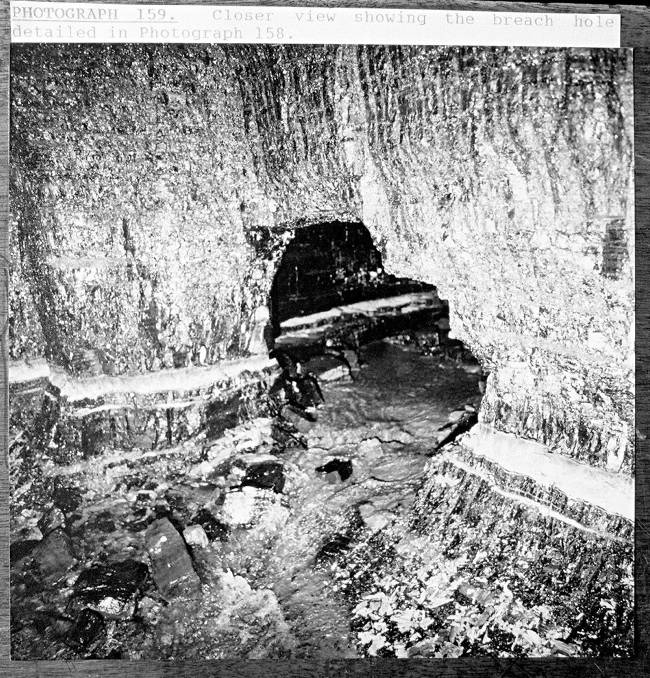 PHOTOGRAPH 159. Closer view showing the breach hole
detailed in Photograph 158.